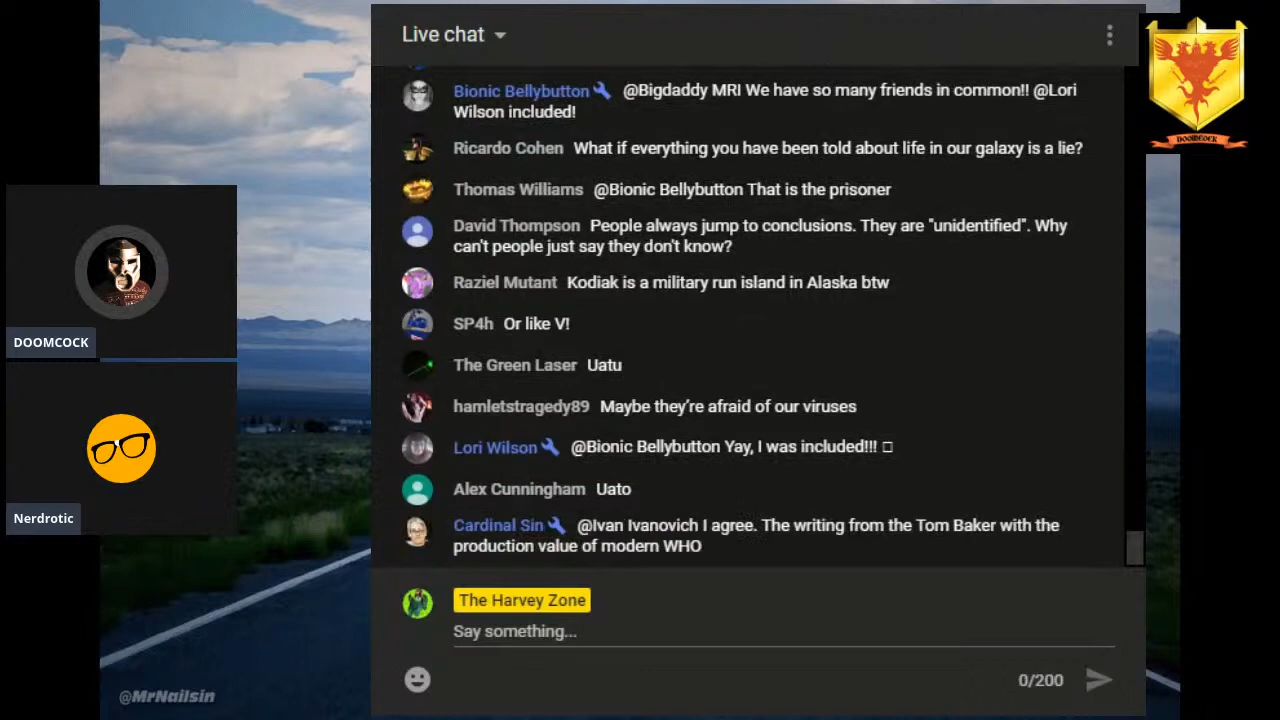 Live chat
Bionic Bellybutton @Bigdaddy MRI We have so many friends in common!! @Lori
Wilson included!
Ricardo Cohen What if everything you have been told about life in our galaxy is a lie?
Thomas Williams @Bionic Bellybutton That is the prisoner
David Thompson People always jump to conclusions. They are "unidentified". Why
can't people just say they don't know?
Raziel Mutant Kodiak is a military run island in Alaska btw
SP4h Or like V!
The Green Laser Uatu
hamletstragedy89 Maybe they’re afraid of our viruses
Lori Wilson @Bionic Bellybutton Yay, I was included!!! □
Alex Cunningham Uato
Cardinal Sin @Ivan Ivanovich I agree. The writing from the Tom Baker with the
production value of modern WHO
The Harvey Zone
Say something...
0/200
DOOMCOCK
Nerdrotic
@MrNailsin
DOOMCOCK